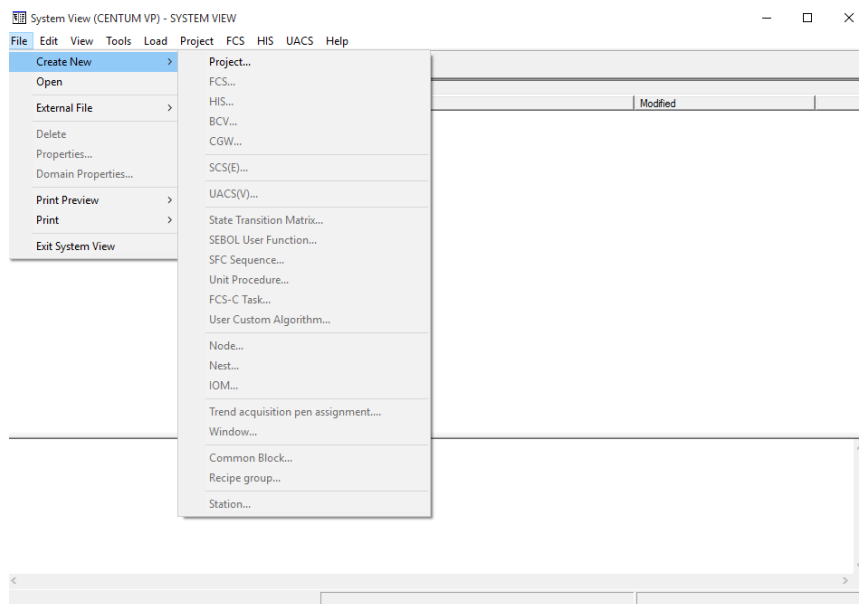 System View (CENTUM VP) - SYSTEM VIEW
File Edit View Tools Load Project FCS HIS UACS Help
Create New
Open
External File
Delete
Properties...
Domain Properties...
Print Preview
Print
Exit System View
Project...
FCS...
HIS...
BCV...
CGW...
SCS(E)...
UACS(V)...
State Transition Matrix...
SEBOL User Function...
SFC Sequence...
Unit Procedure...
FCS-C Task...
User Custom Algorithm...
Node...
Nest...
IOM...
Trend acquisition pen assignment....
Window...
Common Block...
Recipe group...
Station...
Modified